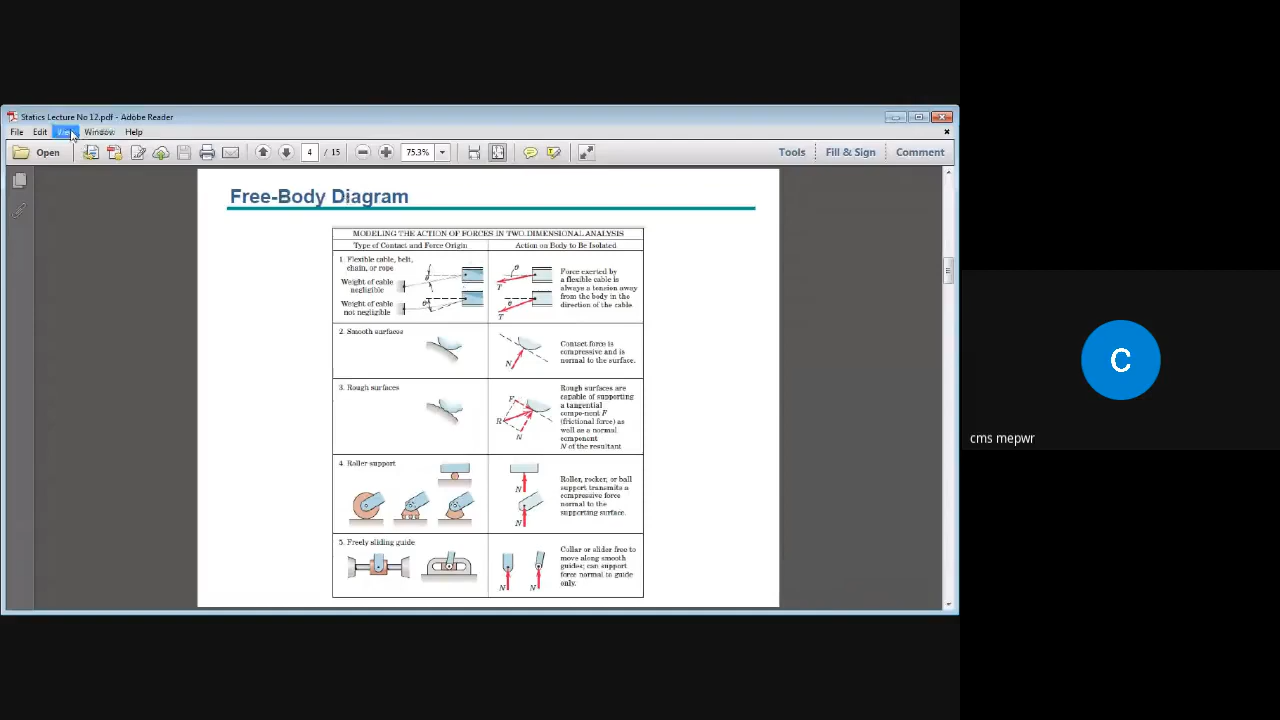 Statics Lecture No 12.pdf - Adobe Reader
File Edit View Window Help
Open 4 / 15 75.3% Tools Fill & Sign Comment
Free-Body Diagram
MODELING THE ACTION OF FORCES IN TWO-DIMENSIONAL ANALYSIS
Type of Contact and Force Origin
Action on Body to Be Isolated
1. Flexible cable, belt,
chain, or rope
Weight of cable
negligible
Weight of cable
not negligible
θ
θ
θ
T
θ
T
Force exerted by
a flexible cable is
always a tension away
from the body in the
direction of the cable.
2. Smooth surfaces
N
Contact force is
compressive and is
normal to the surface.
3. Rough surfaces
F
R
N
Rough surfaces are
capable of supporting
a tangential
compo-nent F
(frictional force) as
well as a normal
component
N of the resultant
4. Roller support
N
N
Roller, rocker, or ball
support transmits a
compressive force
normal to the
supporting surface.
5. Freely sliding guide
N
N
Collar or slider free to
move along smooth
guides; can support
force normal to guide
only.
C
cms mepwr